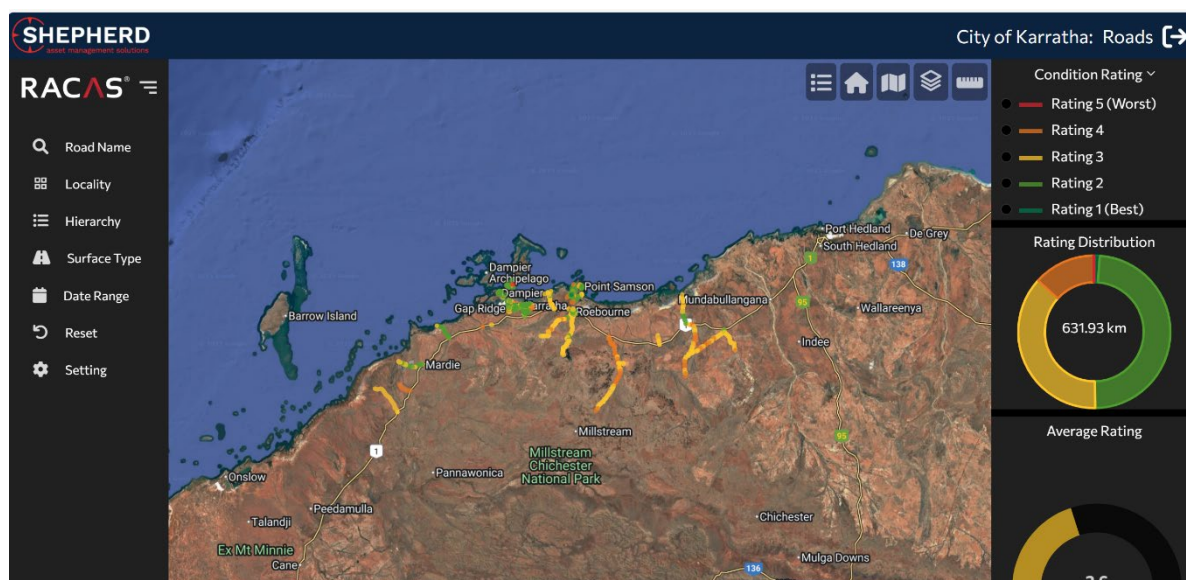 SHEPHERD
asset management solutions
City of Karratha: Roads
RACAS®
Road Name
Locality
Hierarchy
Surface Type
Date Range
Reset
Setting
Port Hedland
De Grey
South Hedland
1
138
Dampier
Archipelago
Point Samson
Dampier
Gap Ridge
Roebourne
Mundabullangana
95
Wallareenya
Barrow Island
1
Indee
Mardie
Millstream
95
1
Millstream
Chichester
National Park
Pannawonica
Onslow
Peedamulla
Talandji
Chichester
Ex Mt Minnie
Cane
Mulga Downs
136
Condition Rating
Rating 5 (Worst)
Rating 4
Rating 3
Rating 2
Rating 1 (Best)
Rating Distribution
631.93 km
Average Rating